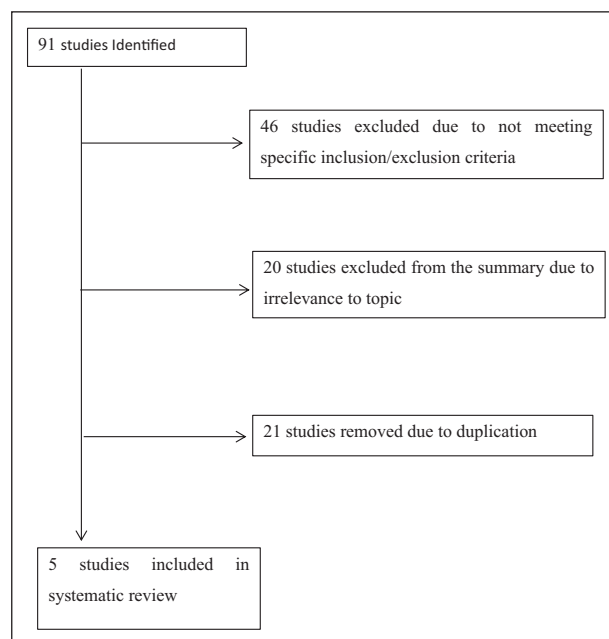 91 studies Identified
46 studies excluded due to not meeting
specific inclusion/exclusion criteria
20 studies excluded from the summary due to
irrelevance to topic
21 studies removed due to duplication
5 studies included in
systematic review